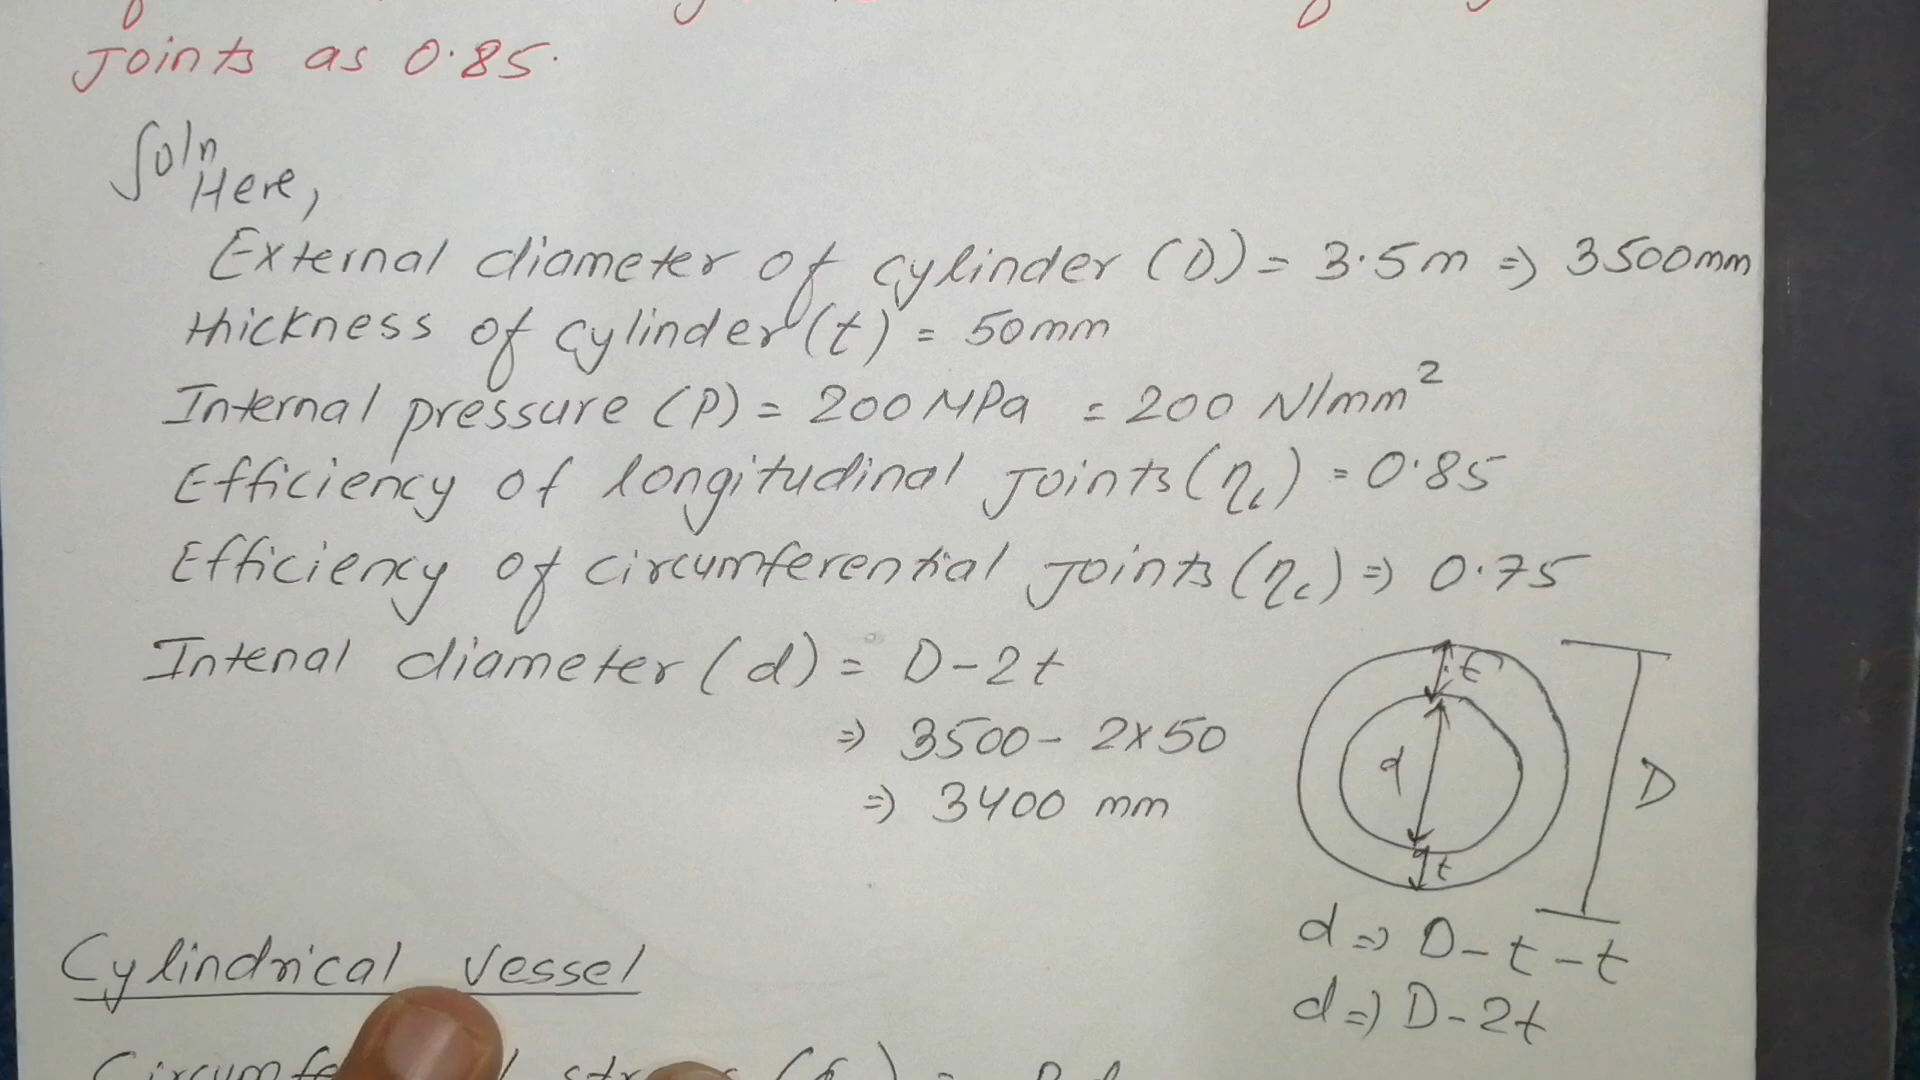 Joints as 0.85.
Soln
Here,
External diameter of cylinder (D) = 3.5m => 3500mm
thickness of cylinder (t) = 50mm
Internal pressure (P) = 200 MPa = 200 N/mm²
Efficiency of longitudinal Joints (ηL) = 0.85
Efficiency of circumferential Joints (ηc) => 0.75
Intenal diameter (d) = D-2t
=> 3500 - 2x50
=> 3400 mm
t
d
D
t
d => D-t-t
d => D-2t
Cylindrical Vessel